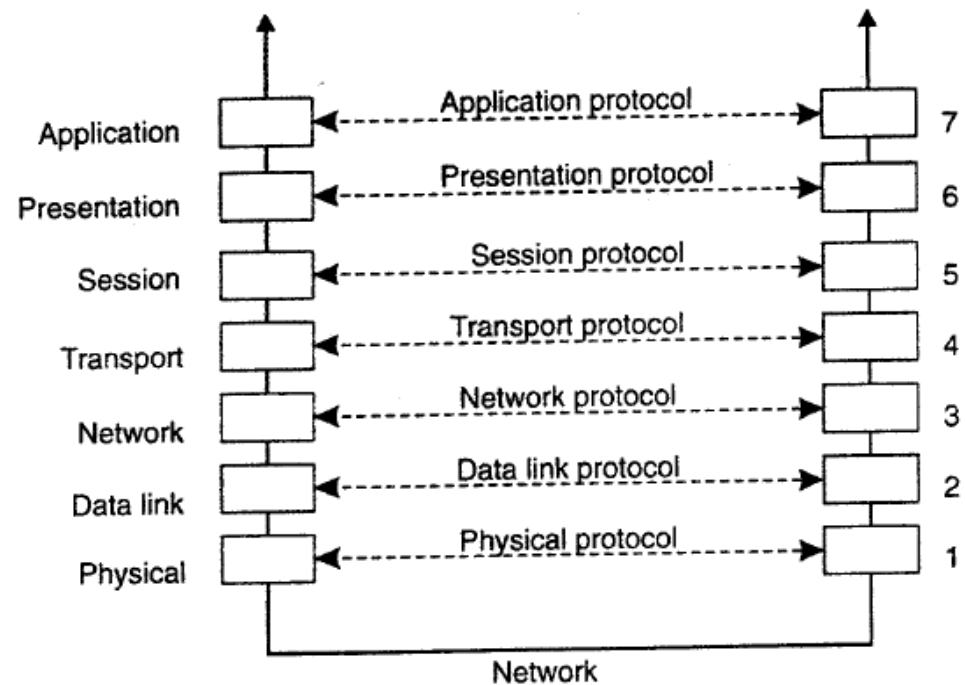 Application protocol
Application
7
Presentation protocol
Presentation
6
Session protocol
Session
5
Transport protocol
Transport
4
Network protocol
Network
3
Data link protocol
Data link
2
Physical protocol
Physical
1
Network